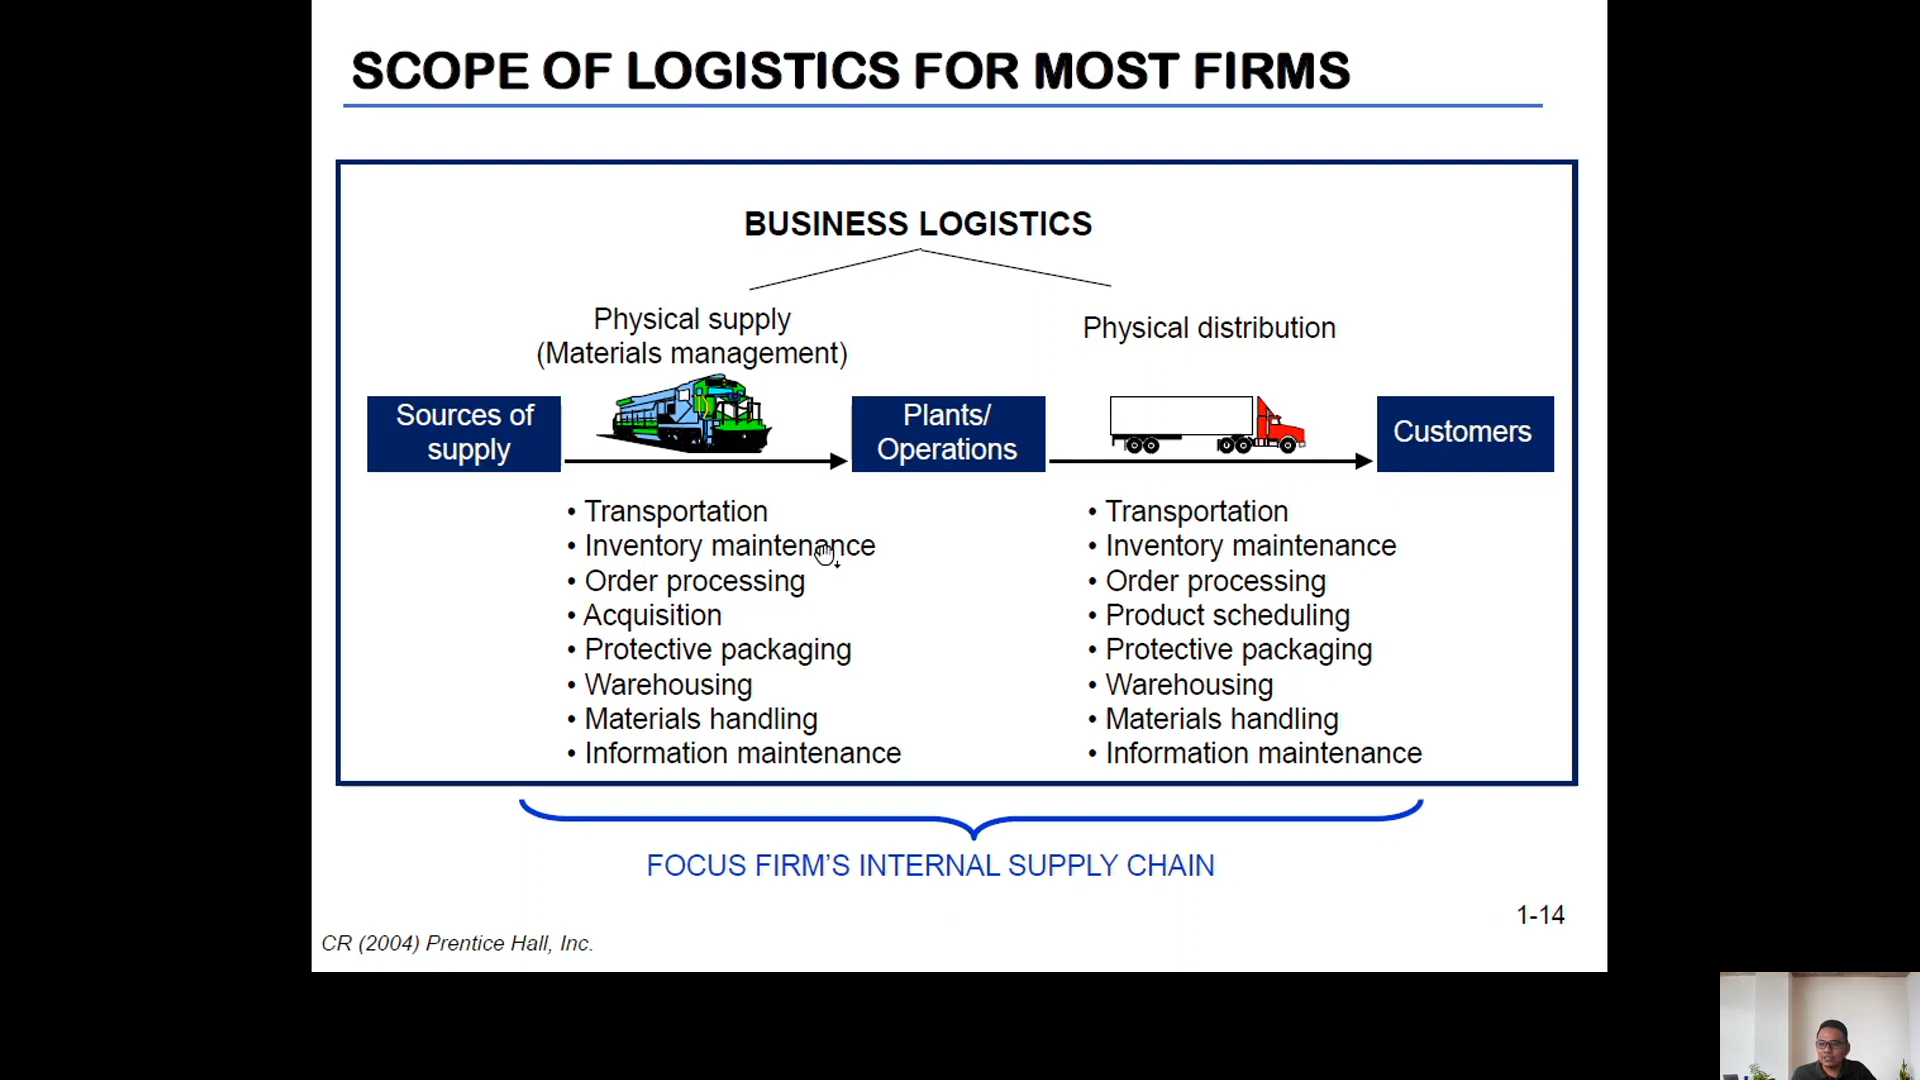 SCOPE OF LOGISTICS FOR MOST FIRMS
BUSINESS LOGISTICS
Physical supply
(Materials management)
Physical distribution
Sources of
supply
Plants/
Operations
Customers
• Transportation
• Inventory maintenance
• Order processing
• Acquisition
• Protective packaging
• Warehousing
• Materials handling
• Information maintenance
• Transportation
• Inventory maintenance
• Order processing
• Product scheduling
• Protective packaging
• Warehousing
• Materials handling
• Information maintenance
FOCUS FIRM’S INTERNAL SUPPLY CHAIN
1-14
CR (2004) Prentice Hall, Inc.